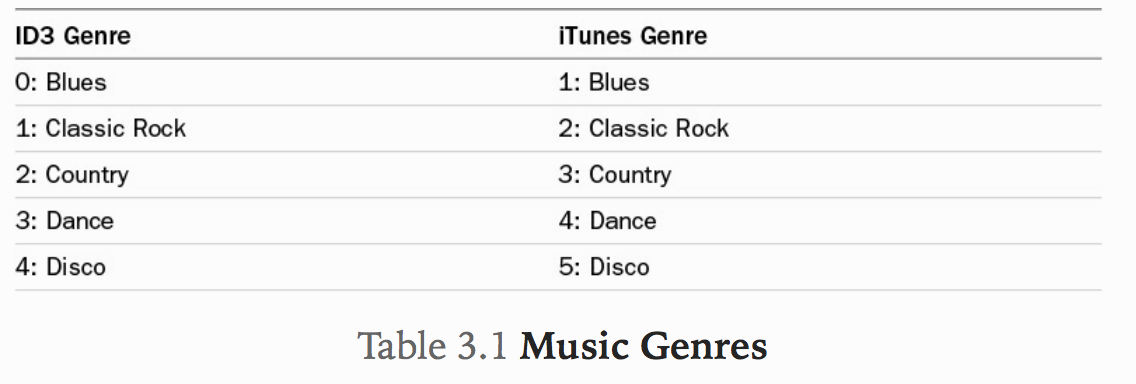 ID3 Genre iTunes Genre
0: Blues 1: Blues
1: Classic Rock 2: Classic Rock
2: Country 3: Country
3: Dance 4: Dance
4: Disco 5: Disco
Table 3.1 Music Genres